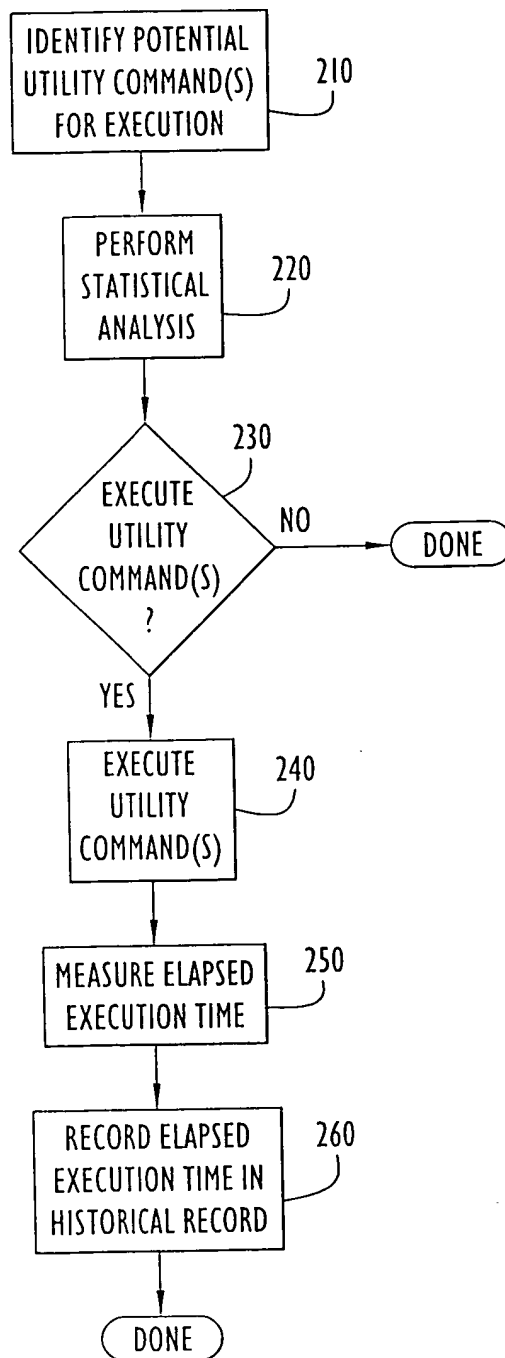 IDENTIFY POTENTIAL
UTILITY COMMAND(S)
FOR EXECUTION
210
PERFORM
STATISTICAL
ANALYSIS
220
230
EXECUTE
UTILITY
COMMAND(S)
?
NO
DONE
YES
EXECUTE
UTILITY
COMMAND(S)
240
MEASURE ELAPSED
EXECUTION TIME
250
RECORD ELAPSED
EXECUTION TIME IN
HISTORICAL RECORD
260
DONE